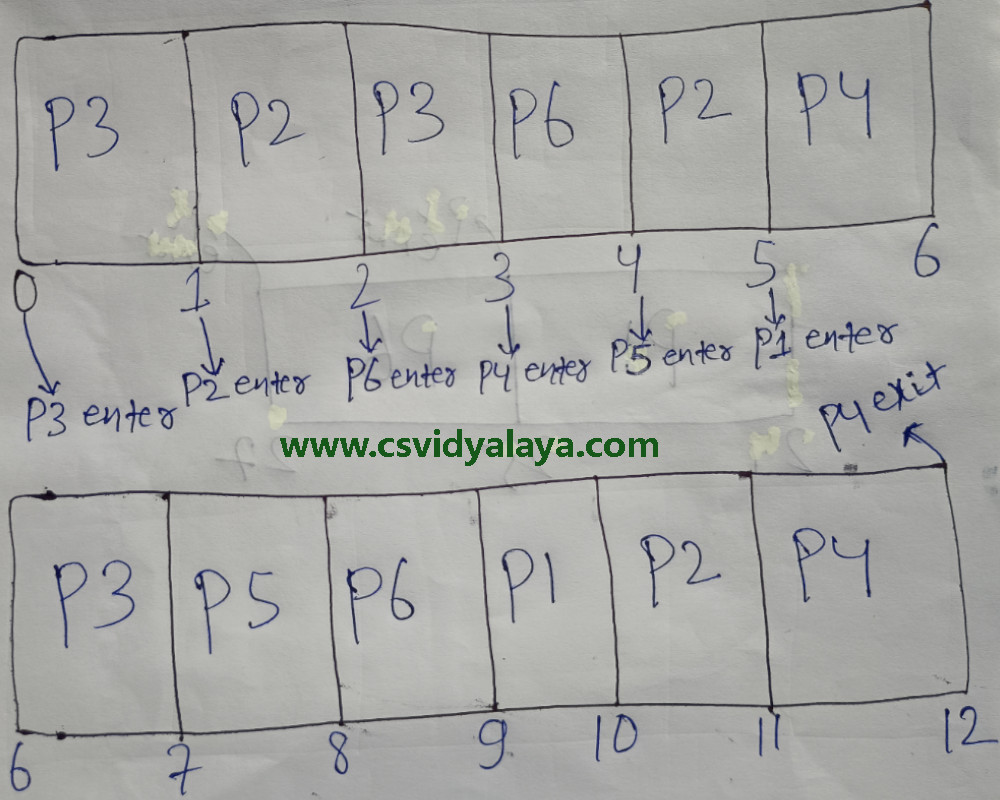 P3 P2 P3 P6 P2 P4
0 1 2 3 4 5 6
P3 enter P2 enter P6 enter P4 enter P5 enter P1 enter
P4 exit
www.csvidyalaya.com
P3 P5 P6 P1 P2 P4
6 7 8 9 10 11 12